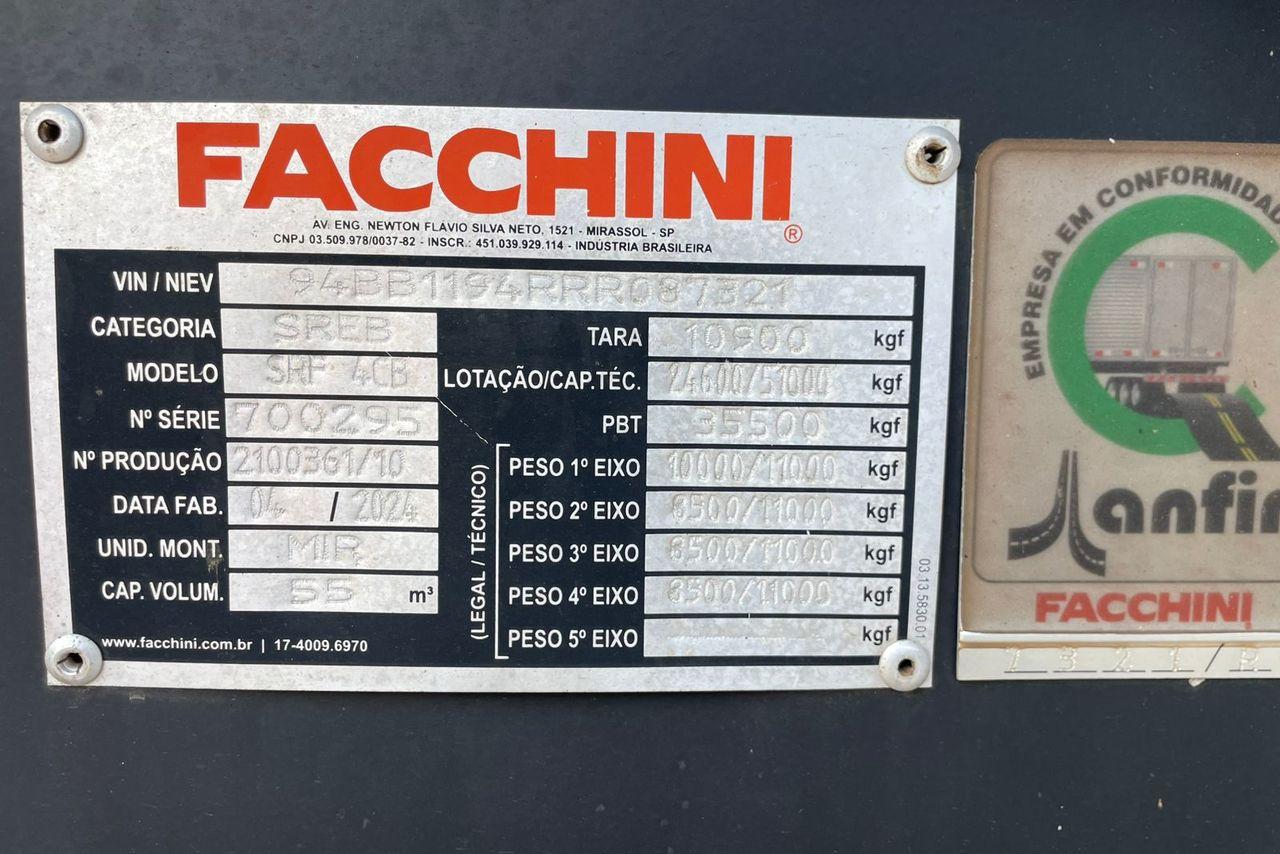 FACCHINI
®
AV. ENG. NEWTON FLÁVIO SILVA NETO, 1521 - MIRASSOL - SP
CNPJ 03.509.978/0037-82 - INSCR.: 451.039.929.114 - INDÚSTRIA BRASILEIRA
VIN / NIEV 94BB1194RRR087321
CATEGORIA SREB
MODELO SRF 4CB
Nº SÉRIE 700295
Nº PRODUÇÃO 2100361/10
DATA FAB. 04 / 2024
UNID. MONT. MIR
CAP. VOLUM. 55 m³
www.facchini.com.br | 17-4009.6970
TARA 10900 kgf
LOTAÇÃO/CAP.TÉC. 24600/51000 kgf
PBT 35500 kgf
(LEGAL / TÉCNICO)
PESO 1º EIXO 10000/11000 kgf
PESO 2º EIXO 8500/11000 kgf
PESO 3º EIXO 8500/11000 kgf
PESO 4º EIXO 8500/11000 kgf
PESO 5º EIXO kgf
03.13.5830.01
EMPRESA EM CONFORMIDADE
anfir
FACCHINI
1321/R